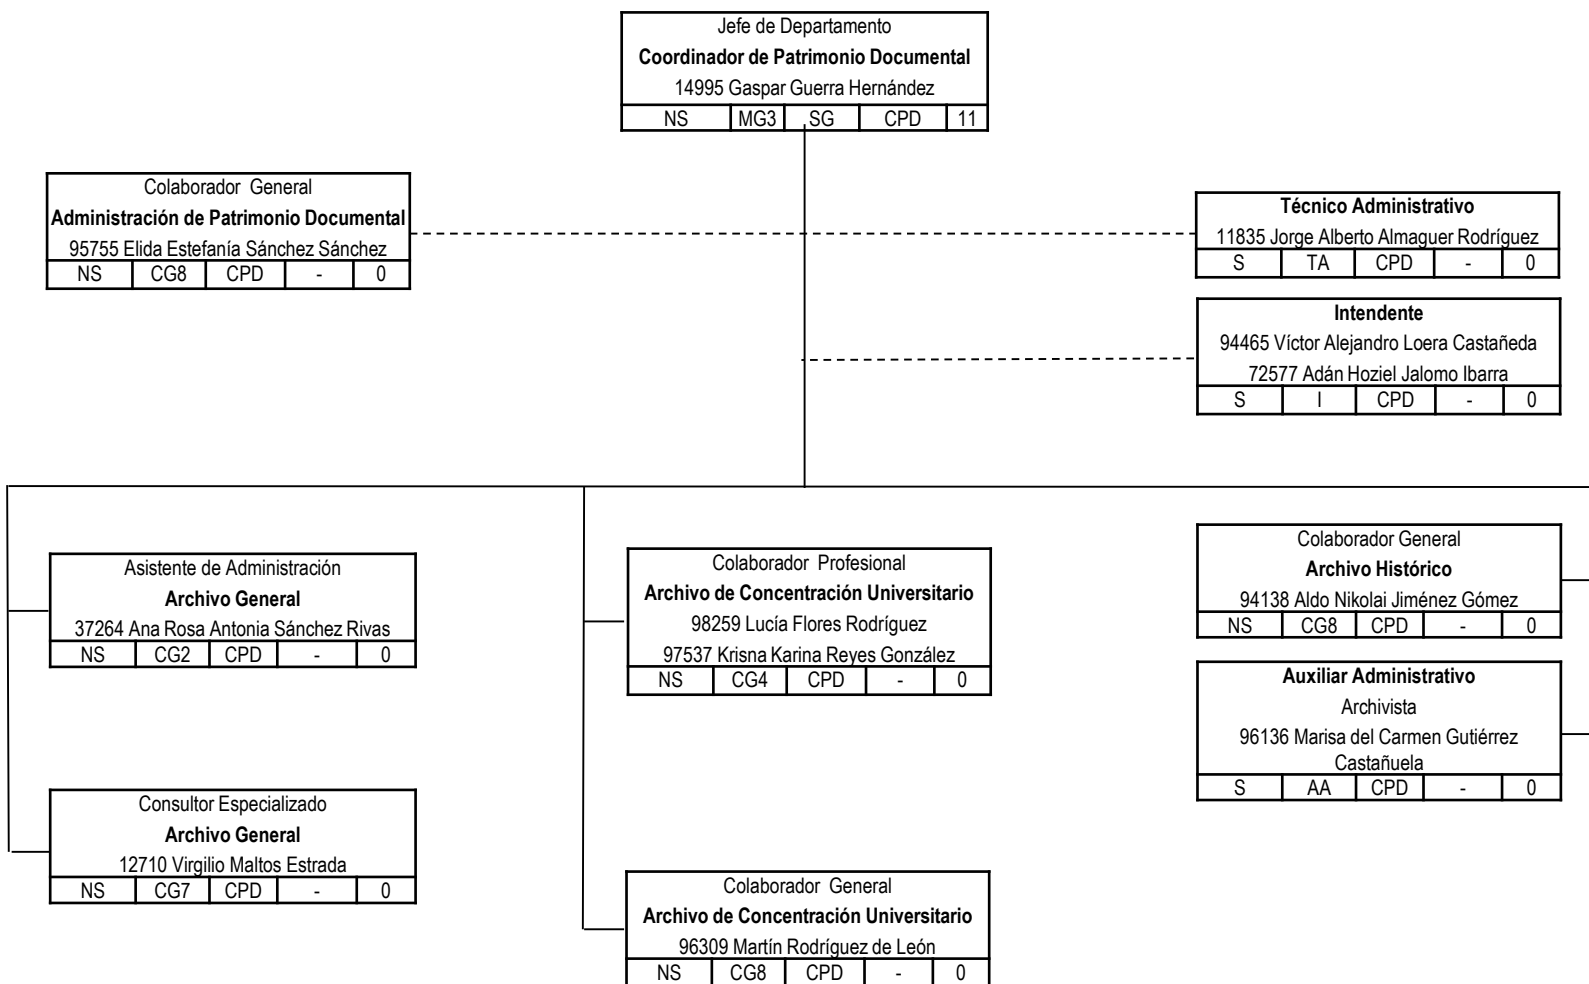 Jefe de Departamento
Coordinador de Patrimonio Documental
14995 Gaspar Guerra Hernández
NS MG3 SG CPD 11
Colaborador General
Administración de Patrimonio Documental
95755 Elida Estefanía Sánchez Sánchez
NS CG8 CPD - 0
Técnico Administrativo
11835 Jorge Alberto Almaguer Rodríguez
S TA CPD - 0
Intendente
94465 Víctor Alejandro Loera Castañeda
72577 Adán Hoziel Jalomo Ibarra
S I CPD - 0
Asistente de Administración
Archivo General
37264 Ana Rosa Antonia Sánchez Rivas
NS CG2 CPD - 0
Consultor Especializado
Archivo General
12710 Virgilio Maltos Estrada
NS CG7 CPD - 0
Colaborador Profesional
Archivo de Concentración Universitario
98259 Lucía Flores Rodríguez
97537 Krisna Karina Reyes González
NS CG4 CPD - 0
Colaborador General
Archivo de Concentración Universitario
96309 Martín Rodríguez de León
NS CG8 CPD - 0
Colaborador General
Archivo Histórico
94138 Aldo Nikolai Jiménez Gómez
NS CG8 CPD - 0
Auxiliar Administrativo
Archivista
96136 Marisa del Carmen Gutiérrez
Castañuela
S AA CPD - 0